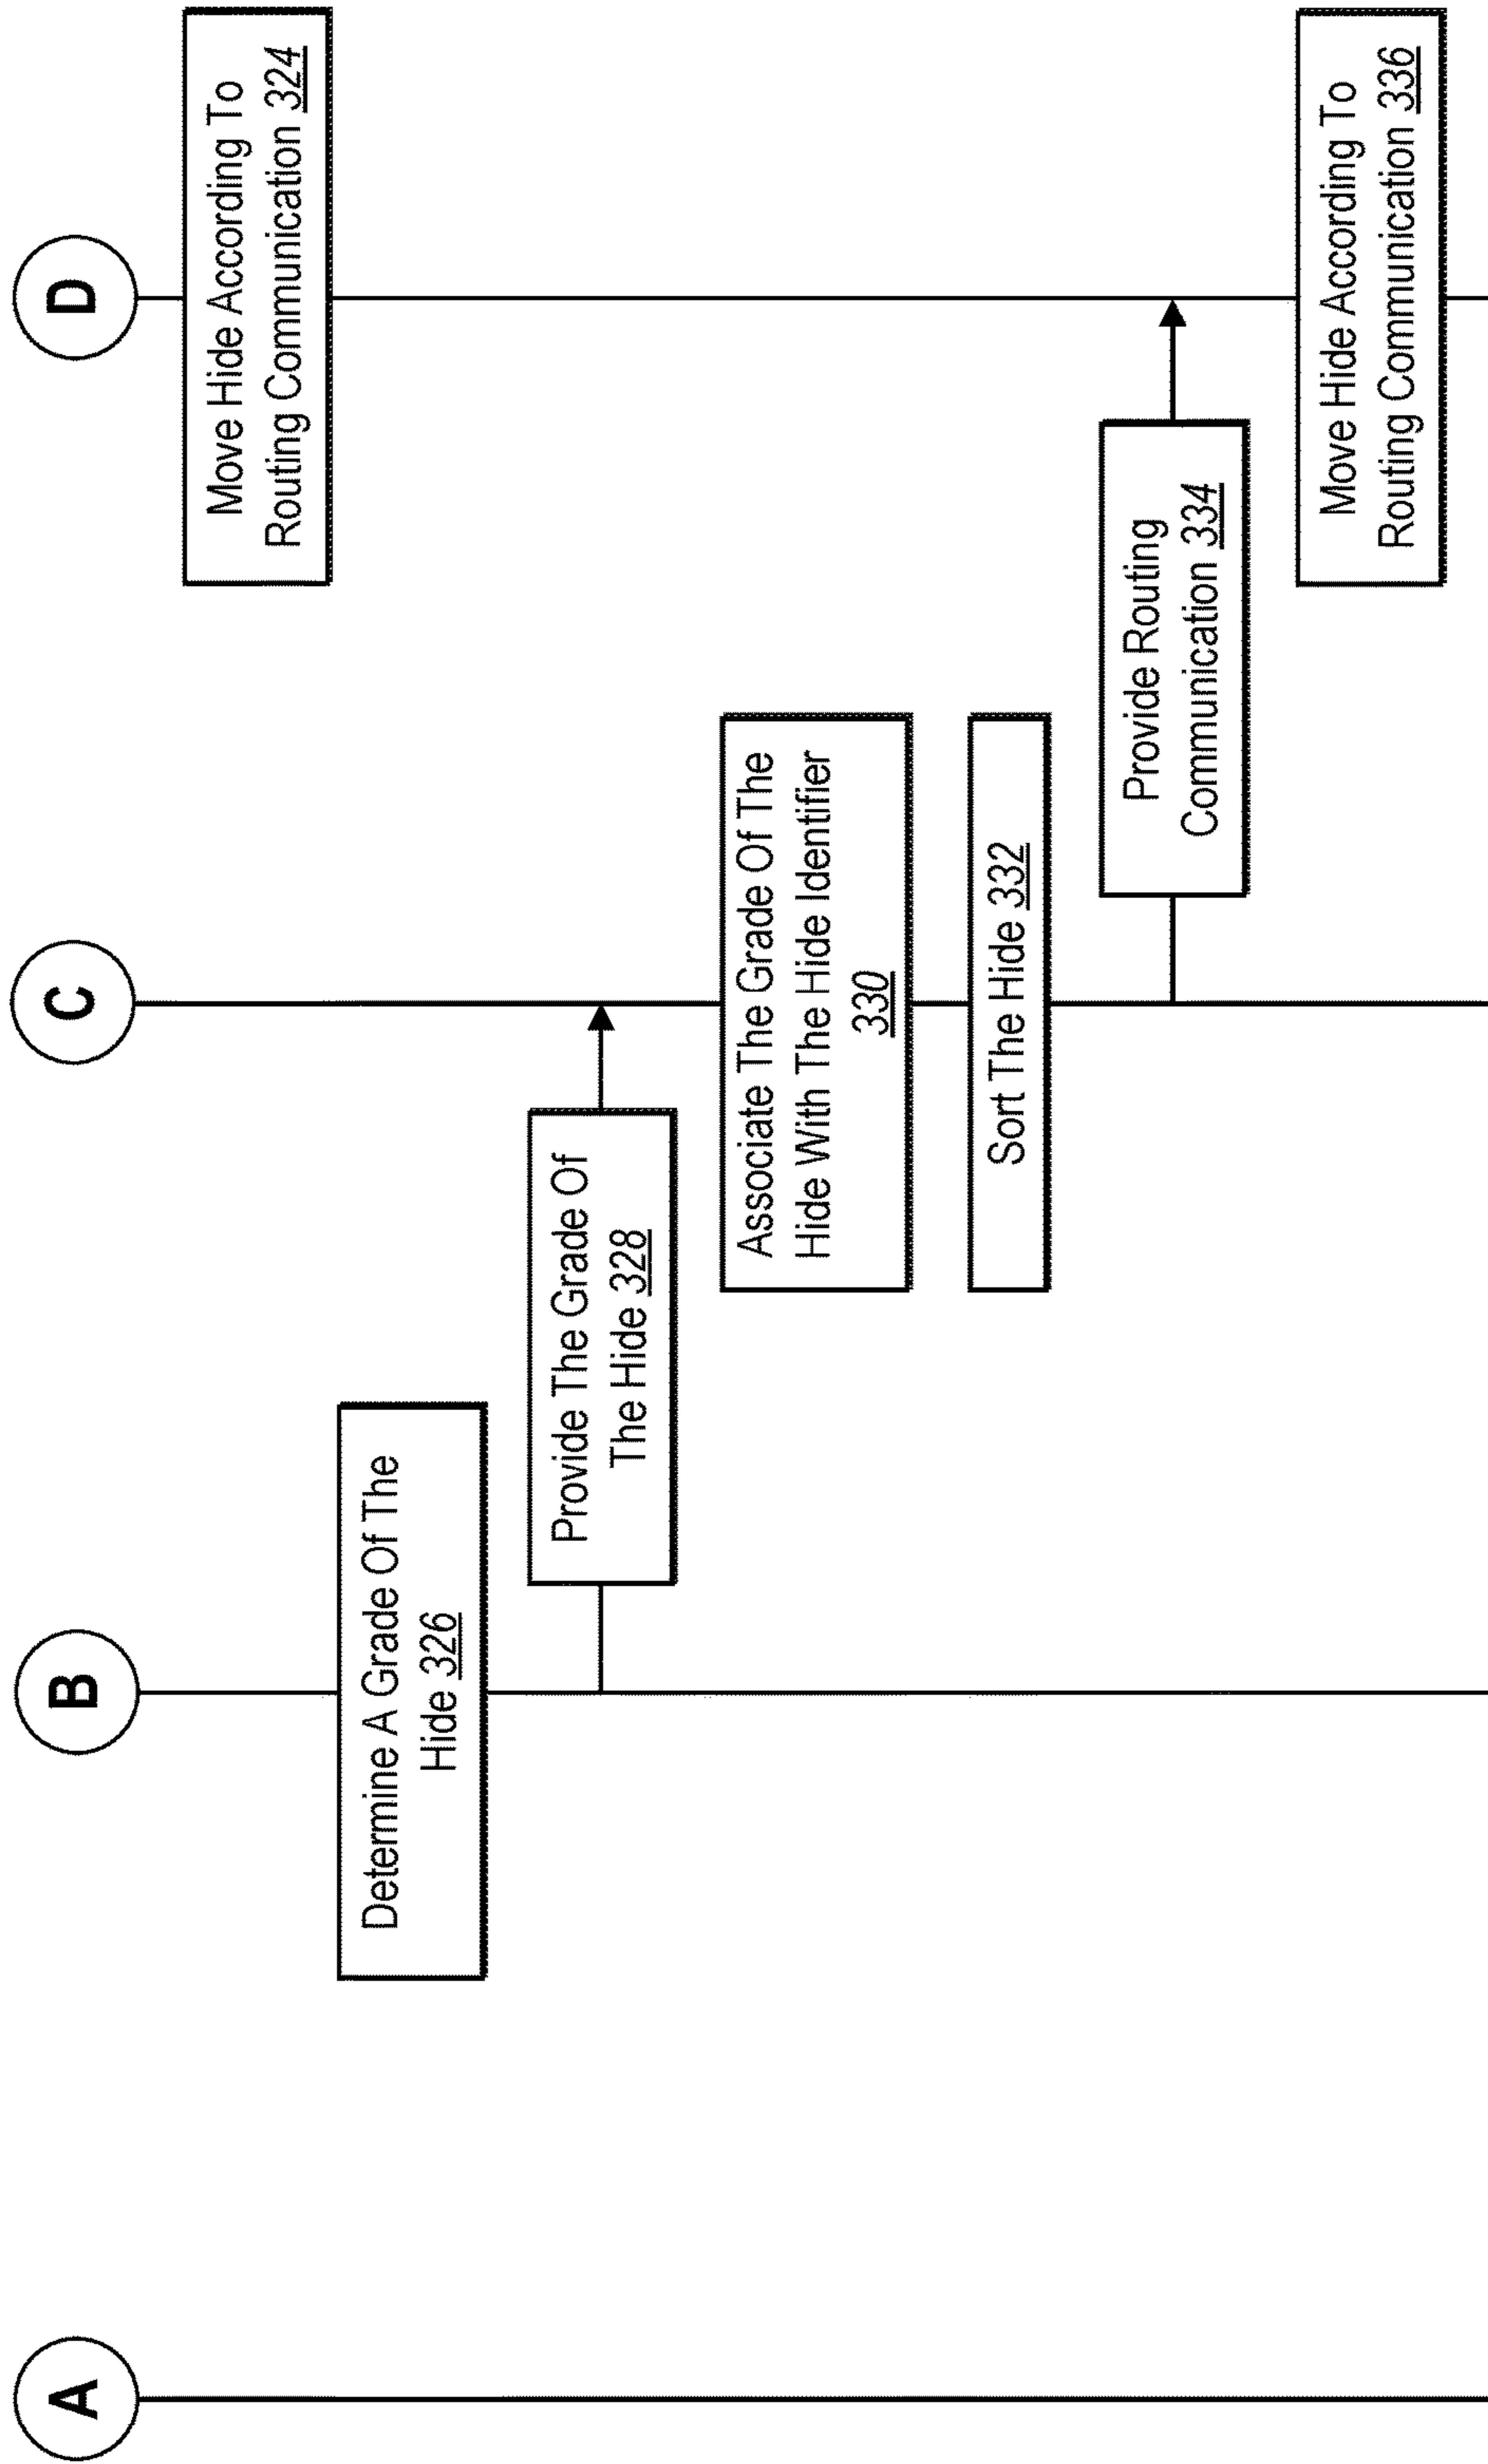 A
B
C
D
Move Hide According To
Routing Communication 324
Determine A Grade Of The
Hide 326
Provide The Grade Of
The Hide 328
Associate The Grade Of The
Hide With The Hide Identifier
330
Sort The Hide 332
Provide Routing
Communication 334
Move Hide According To
Routing Communication 336